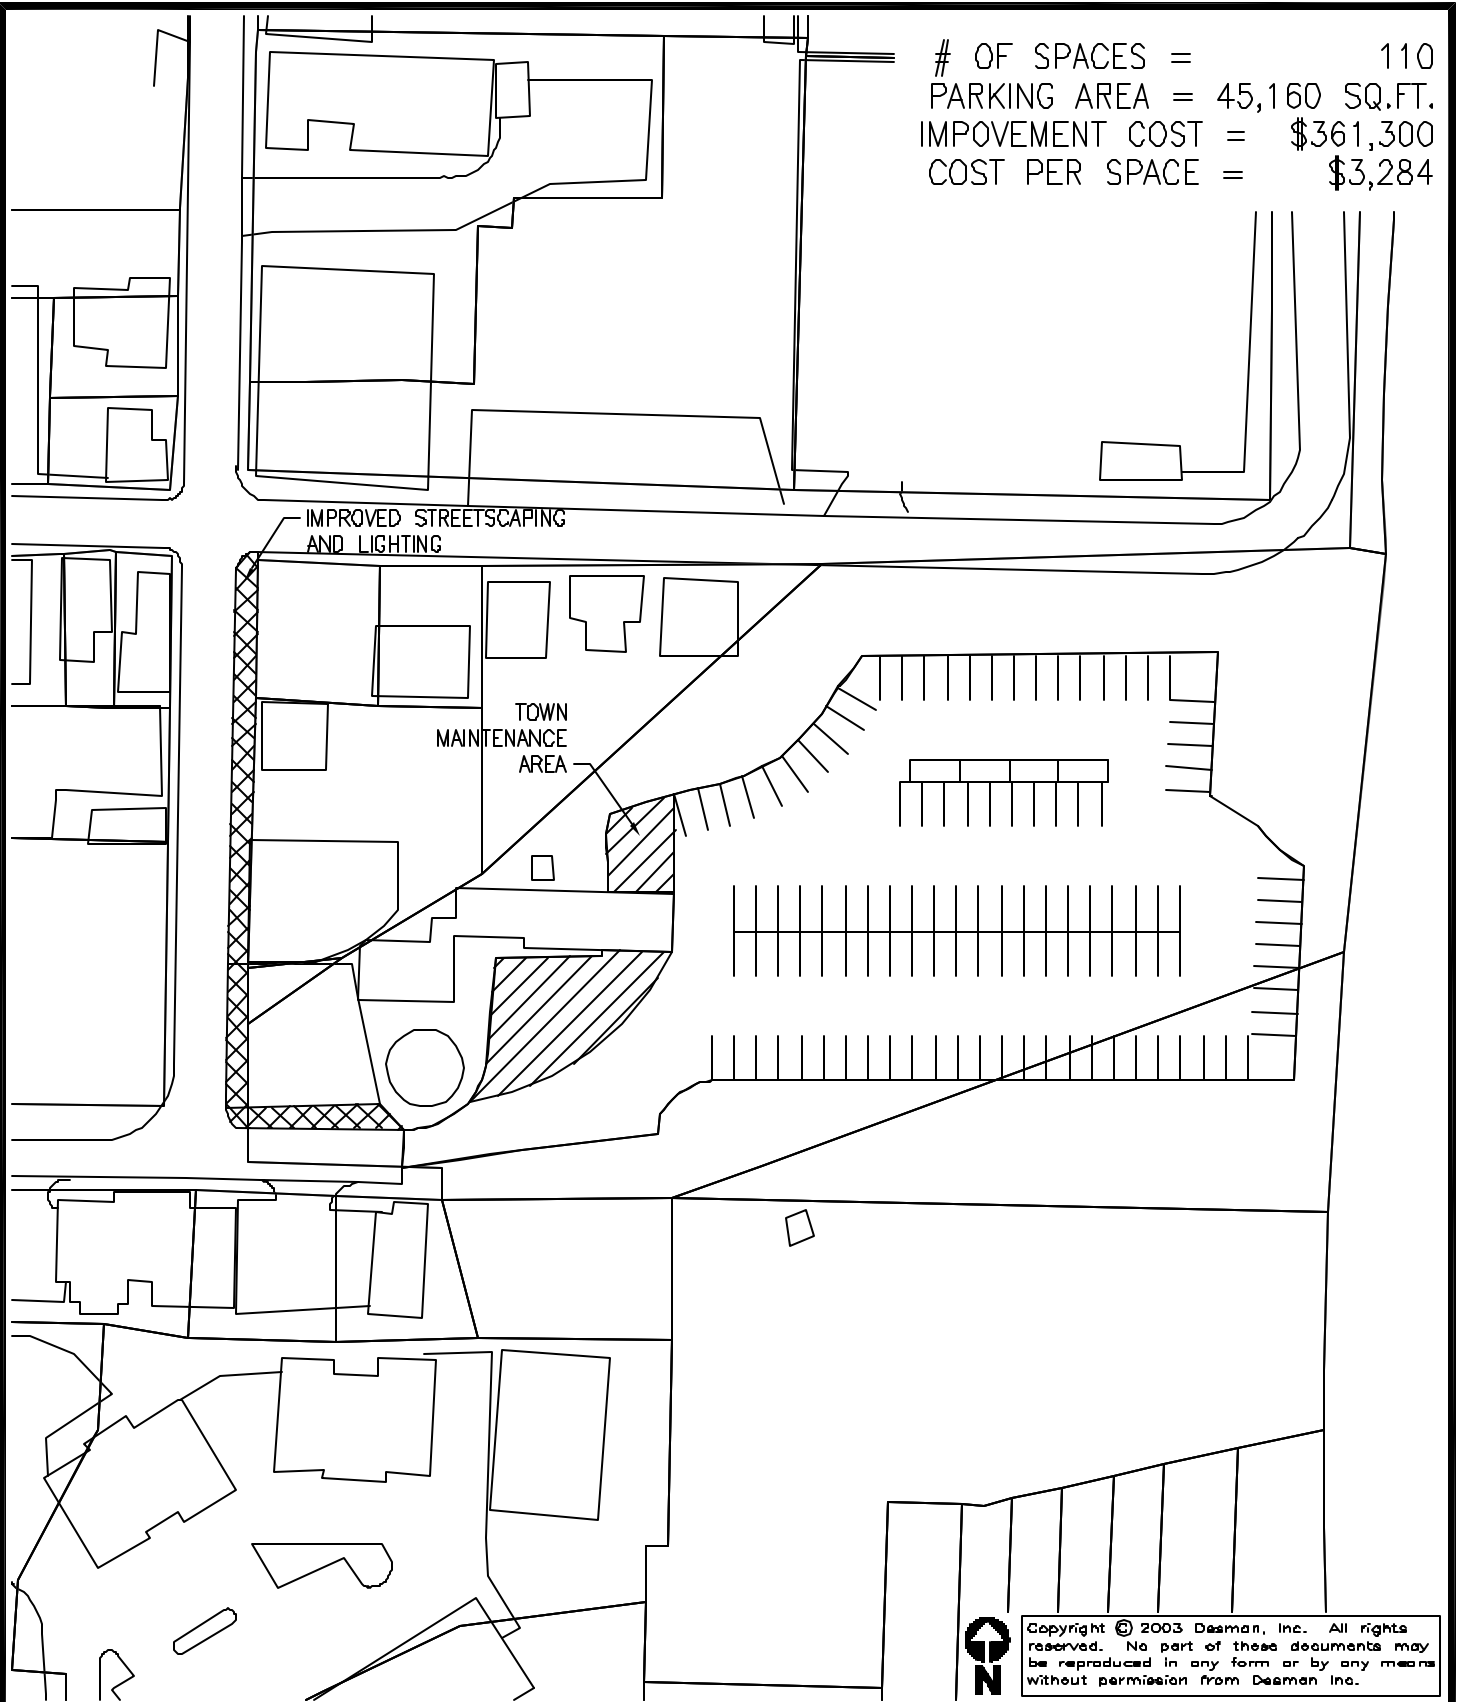 # OF SPACES = 110
PARKING AREA = 45,160 SQ.FT.
IMPOVEMENT COST = $361,300
COST PER SPACE = $3,284
IMPROVED STREETSCAPING
AND LIGHTING
TOWN
MAINTENANCE
AREA
N
Copyright © 2003 Desman, Inc. All rights
reserved. No part of these documents may
be reproduced in any form or by any means
without permission from Desman Inc.